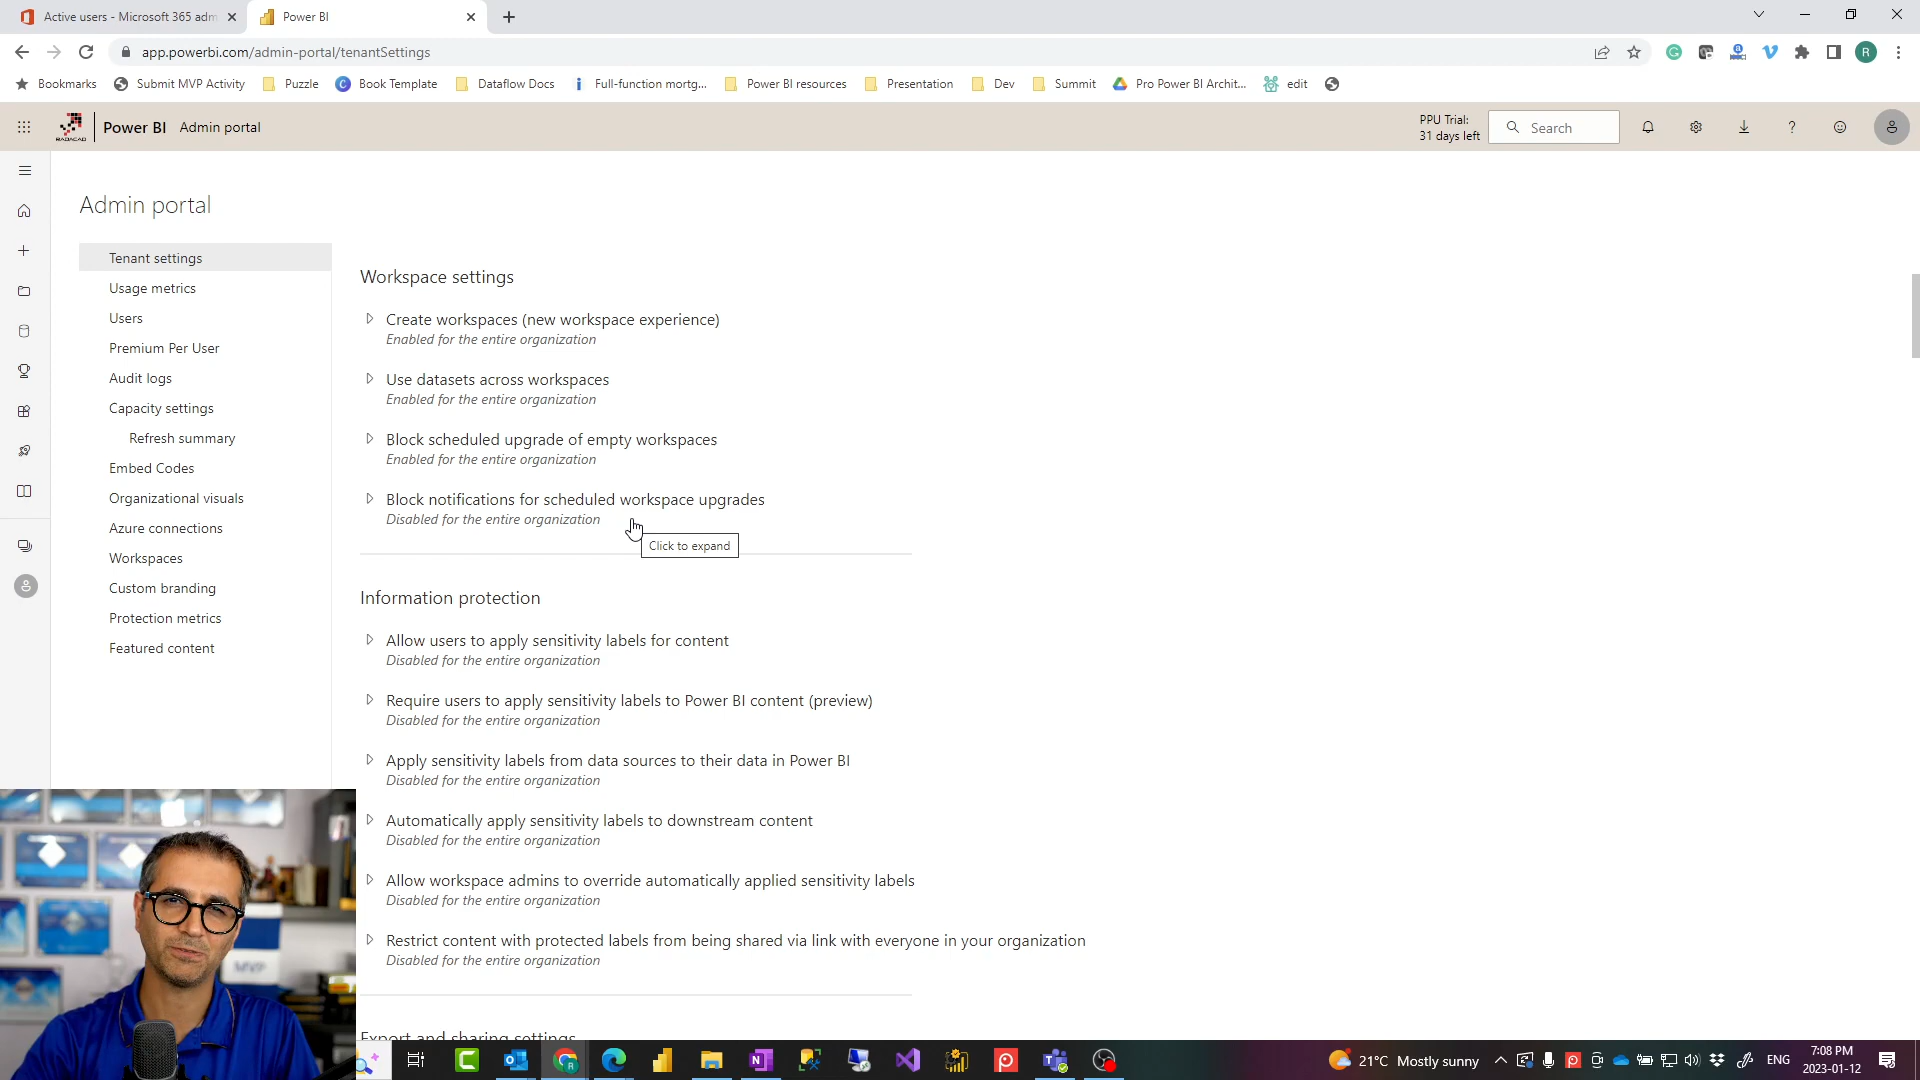 Active users - Microsoft 365 adm
Power BI
app.powerbi.com/admin-portal/tenantSettings
Bookmarks
Submit MVP Activity
Puzzle
Book Template
Dataflow Docs
Full-function mortg...
Power BI resources
Presentation
Dev
Summit
Pro Power BI Archit...
edit
RADACAD
Power BI Admin portal
PPU Trial:
31 days left
Search
Admin portal
Tenant settings
Usage metrics
Users
Premium Per User
Audit logs
Capacity settings
Refresh summary
Embed Codes
Organizational visuals
Azure connections
Workspaces
Custom branding
Protection metrics
Featured content
Workspace settings
Create workspaces (new workspace experience)
Enabled for the entire organization
Use datasets across workspaces
Enabled for the entire organization
Block scheduled upgrade of empty workspaces
Enabled for the entire organization
Block notifications for scheduled workspace upgrades
Disabled for the entire organization
Click to expand
Information protection
Allow users to apply sensitivity labels for content
Disabled for the entire organization
Require users to apply sensitivity labels to Power BI content (preview)
Disabled for the entire organization
Apply sensitivity labels from data sources to their data in Power BI
Disabled for the entire organization
Automatically apply sensitivity labels to downstream content
Disabled for the entire organization
Allow workspace admins to override automatically applied sensitivity labels
Disabled for the entire organization
Restrict content with protected labels from being shared via link with everyone in your organization
Disabled for the entire organization
Export and sharing settings
MVP
21°C Mostly sunny
ENG
7:08 PM
2023-01-12